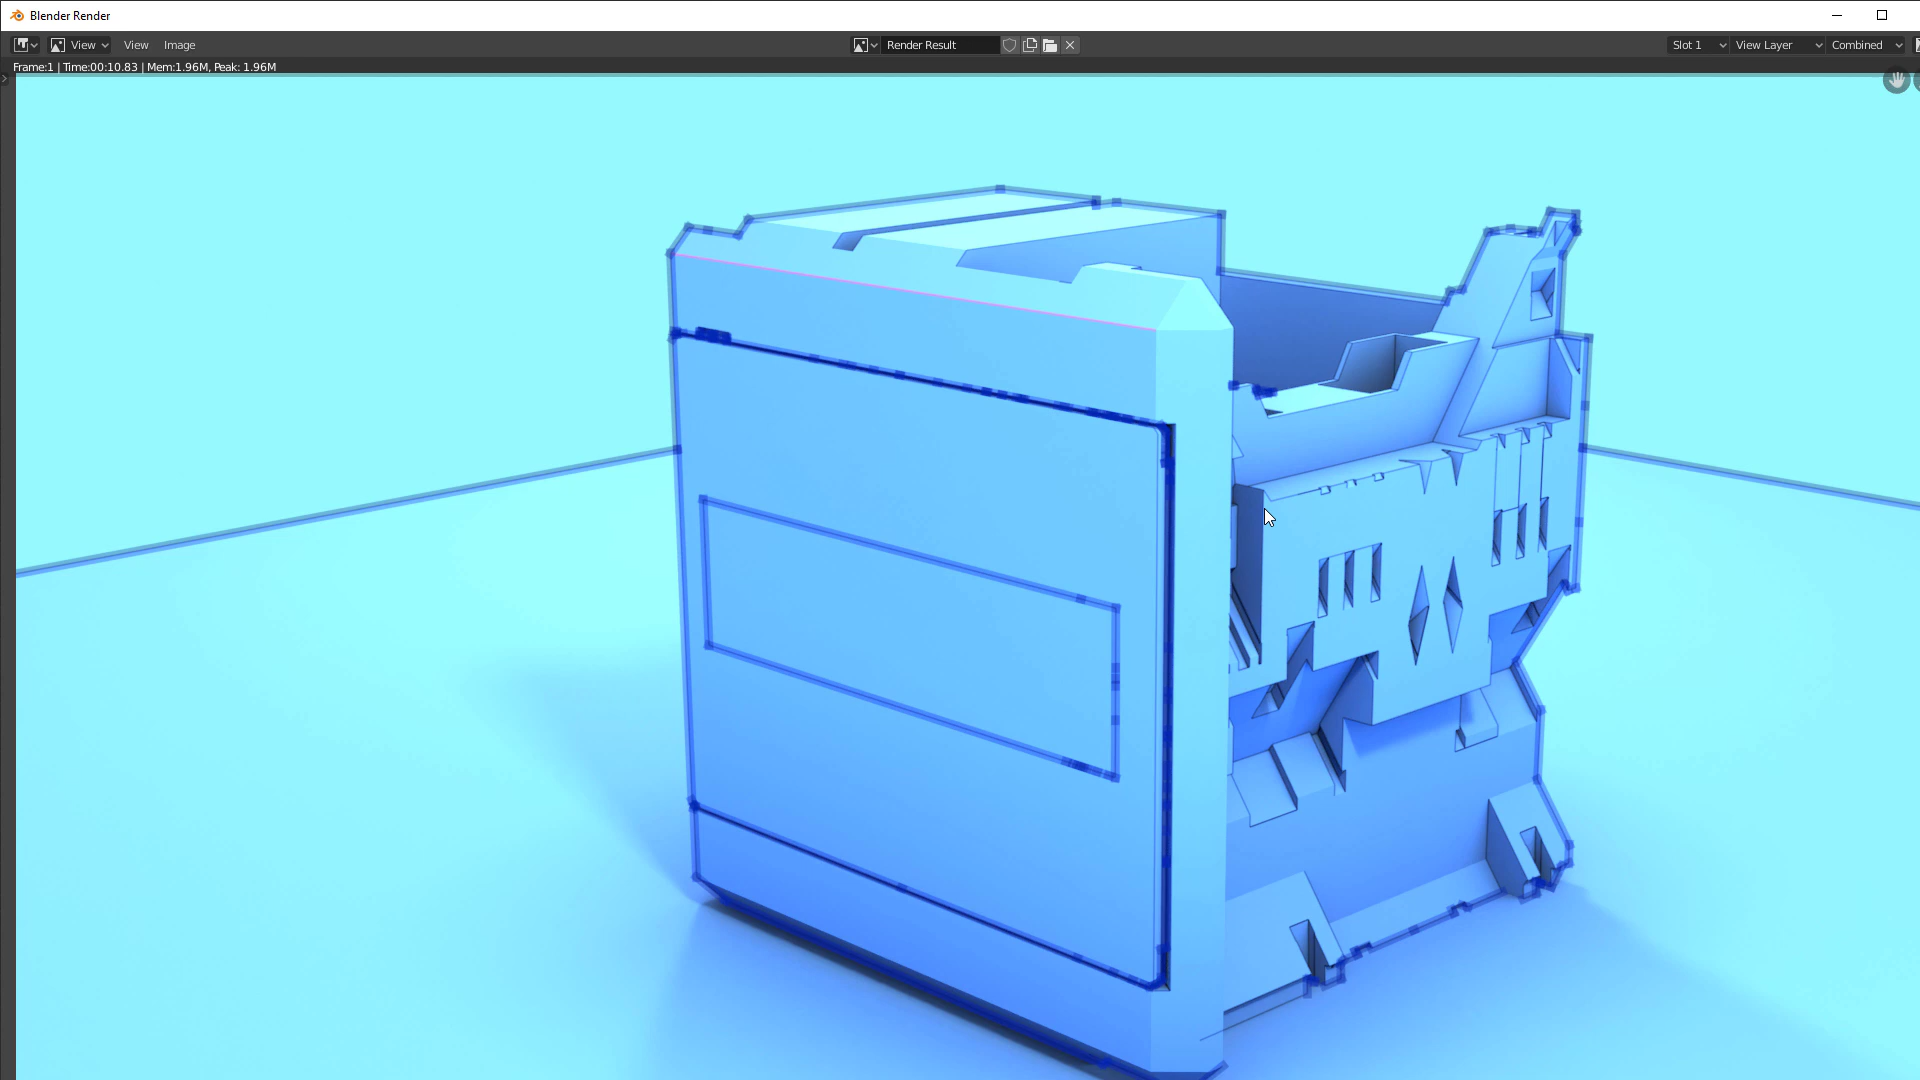 Blender Render
View View Image Render Result Slot 1 View Layer Combined
Frame:1 | Time:00:10.83 | Mem:1.96M, Peak: 1.96M